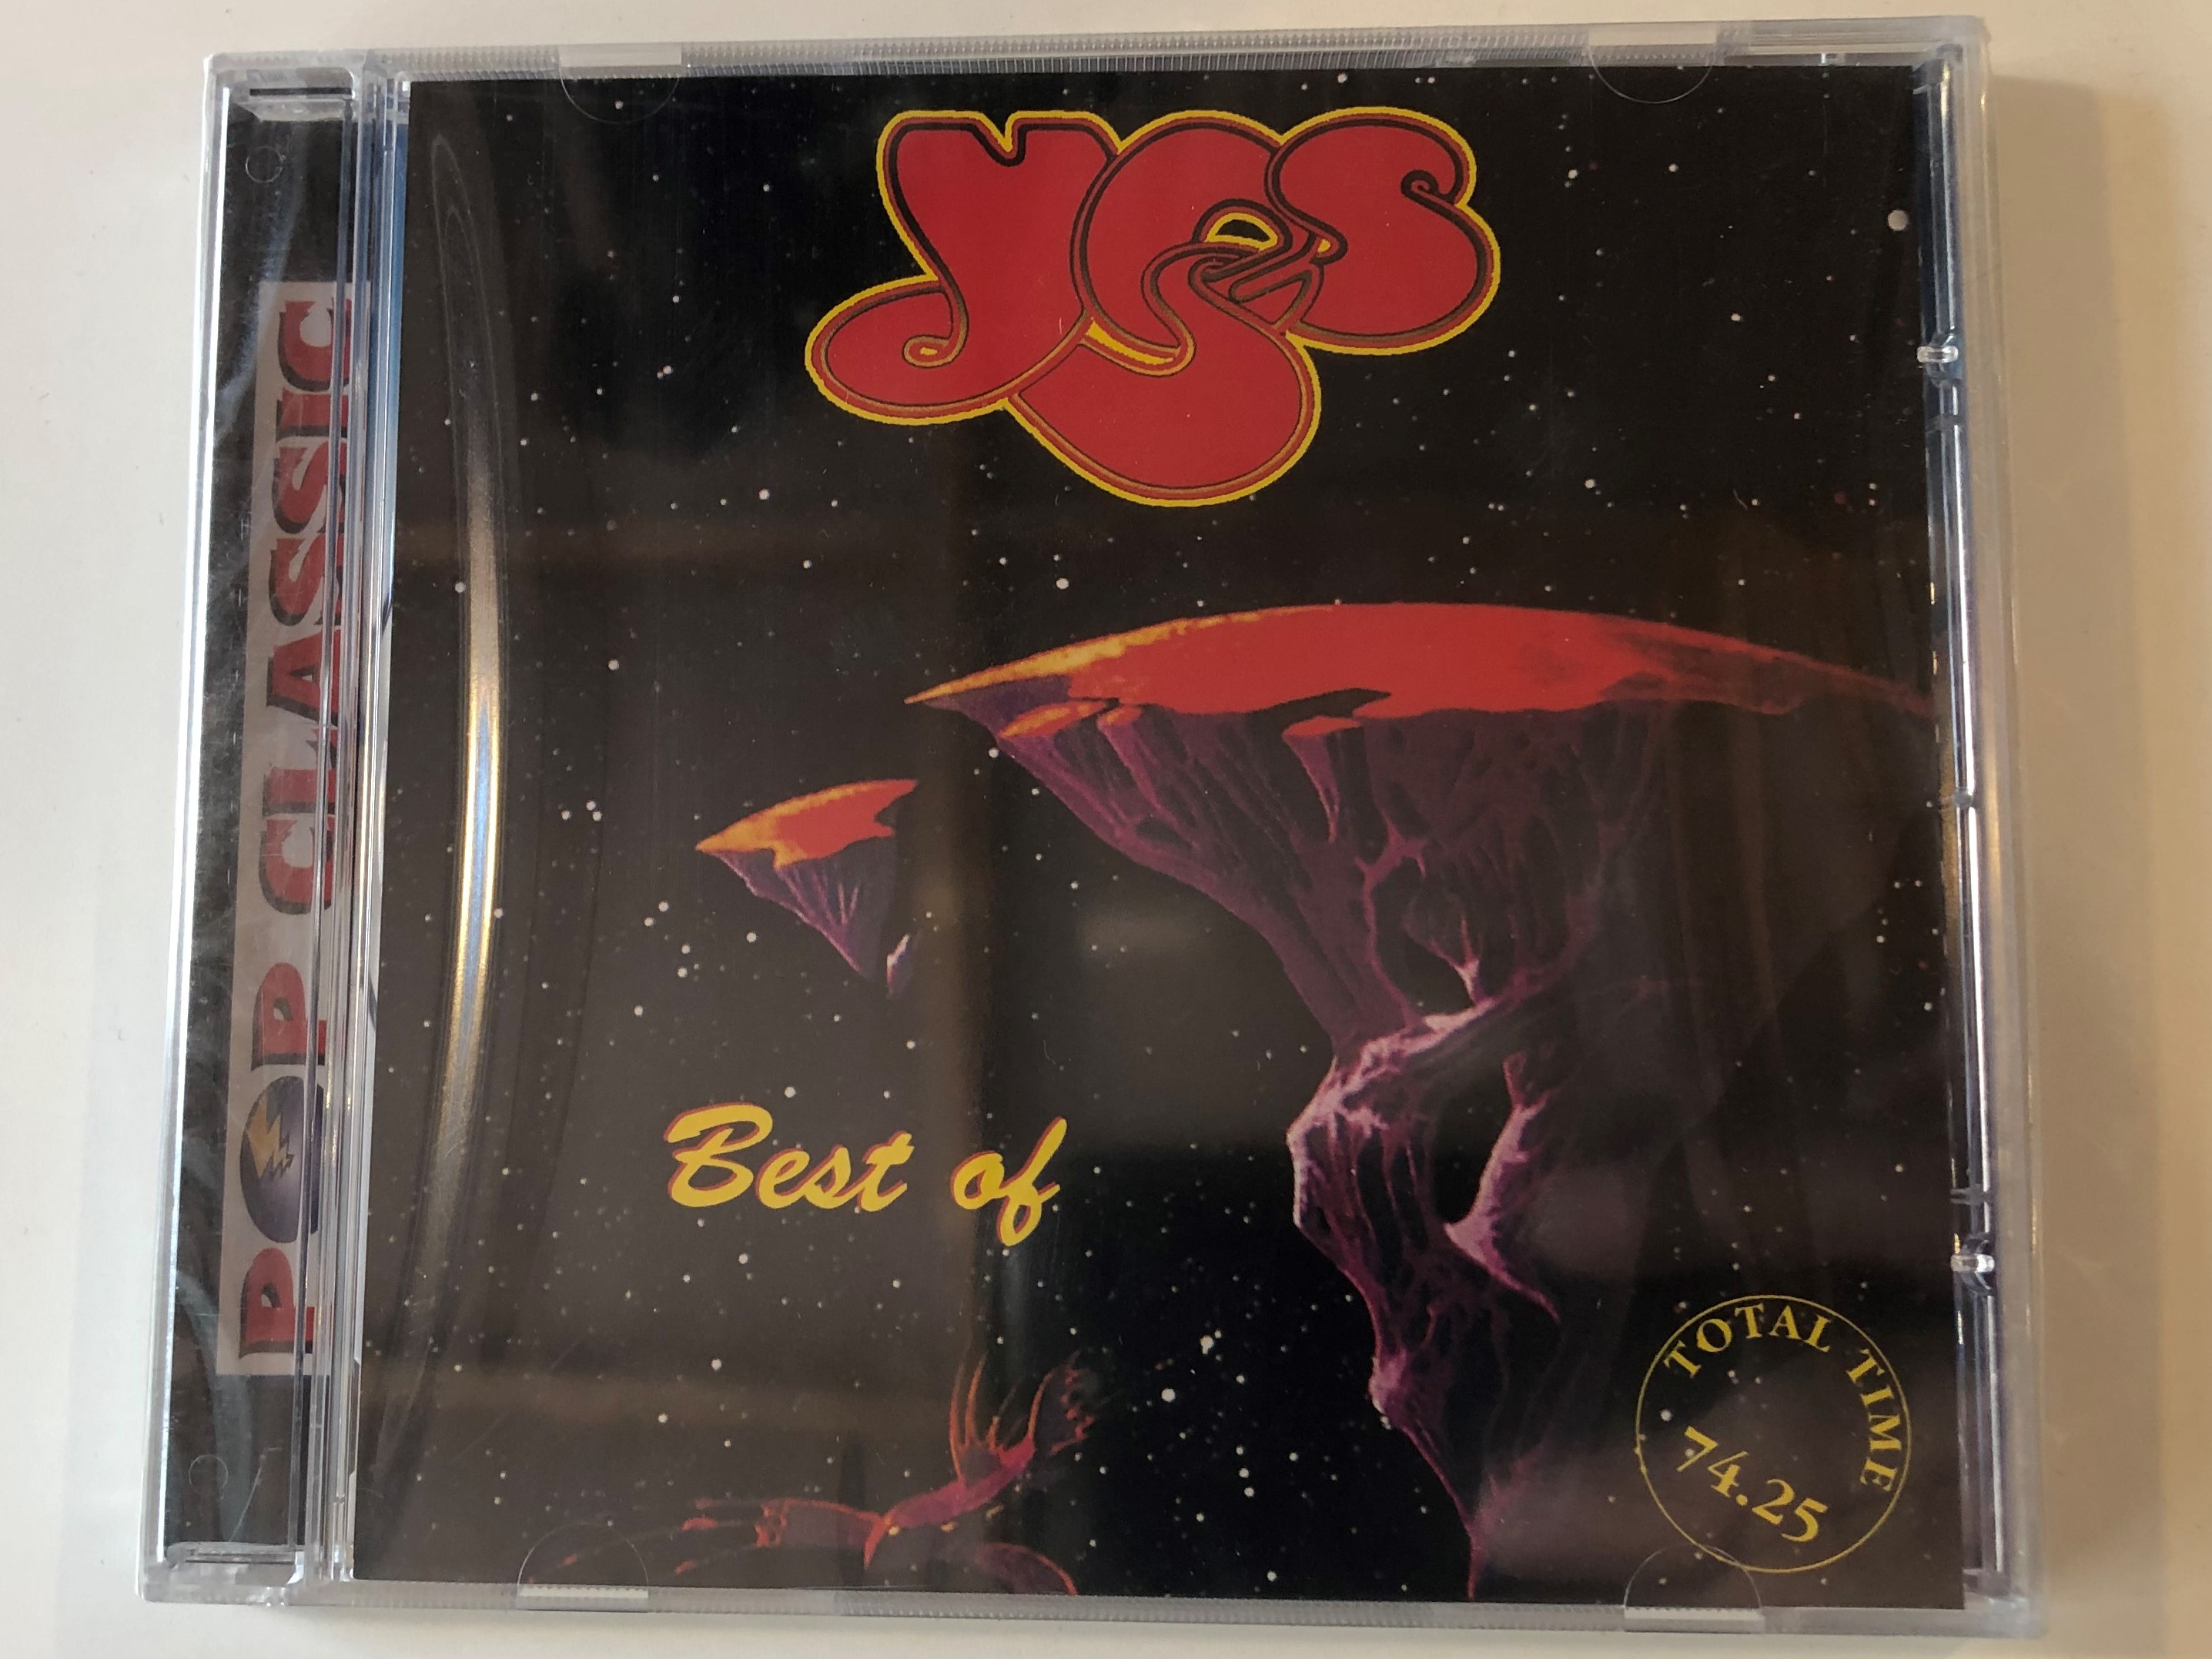 Yes
POP CLASSIC
Best of
TOTAL TIME
74.25